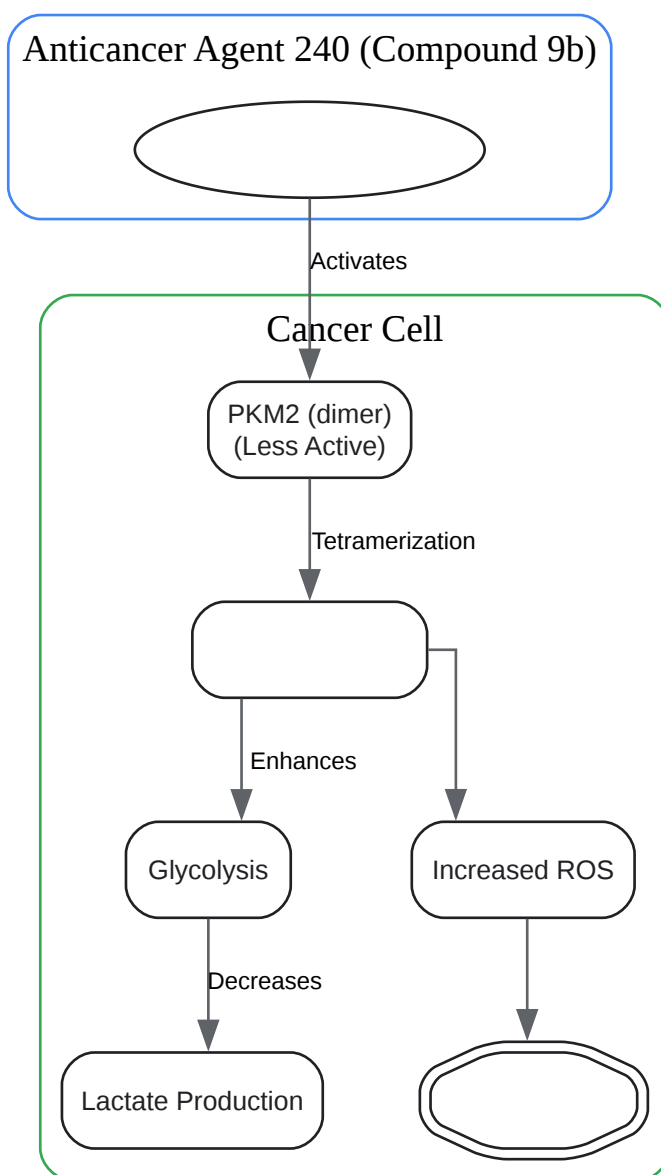 Anticancer Agent 240 (Compound 9b)
Activates
Cancer Cell
PKM2 (dimer)
(Less Active)
Tetramerization
Enhances
Glycolysis
Increased ROS
Decreases
Lactate Production